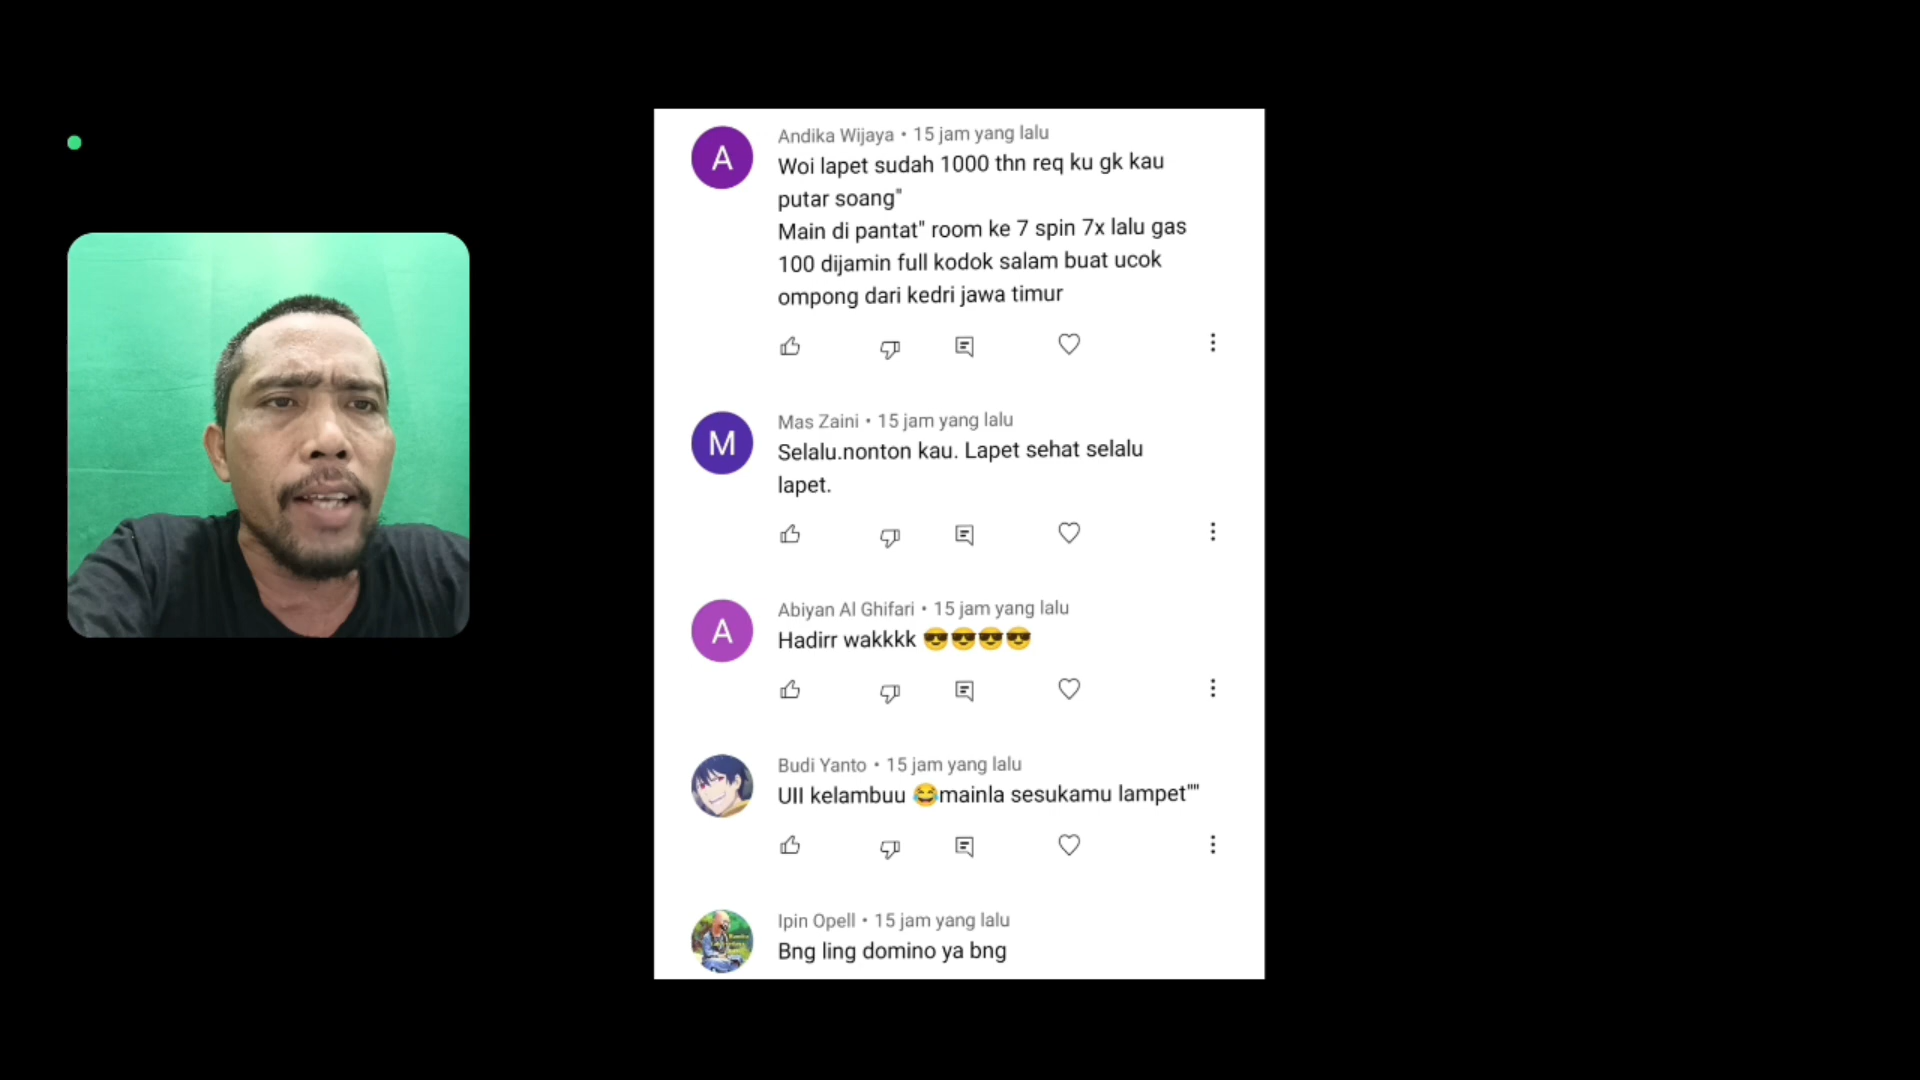 Andika Wijaya • 15 jam yang lalu
A
Woi lapet sudah 1000 thn req ku gk kau
putar soang"
Main di pantat" room ke 7 spin 7x lalu gas
100 dijamin full kodok salam buat ucok
ompong dari kedri jawa timur
Mas Zaini • 15 jam yang lalu
M
Selalu.nonton kau. Lapet sehat selalu
lapet.
Abiyan Al Ghifari • 15 jam yang lalu
A
Hadirr wakkkk 😎😎😎😎
Budi Yanto • 15 jam yang lalu
UII kelambuu 😂mainla sesukamu lampet""
Ipin Opell • 15 jam yang lalu
Bng ling domino ya bng